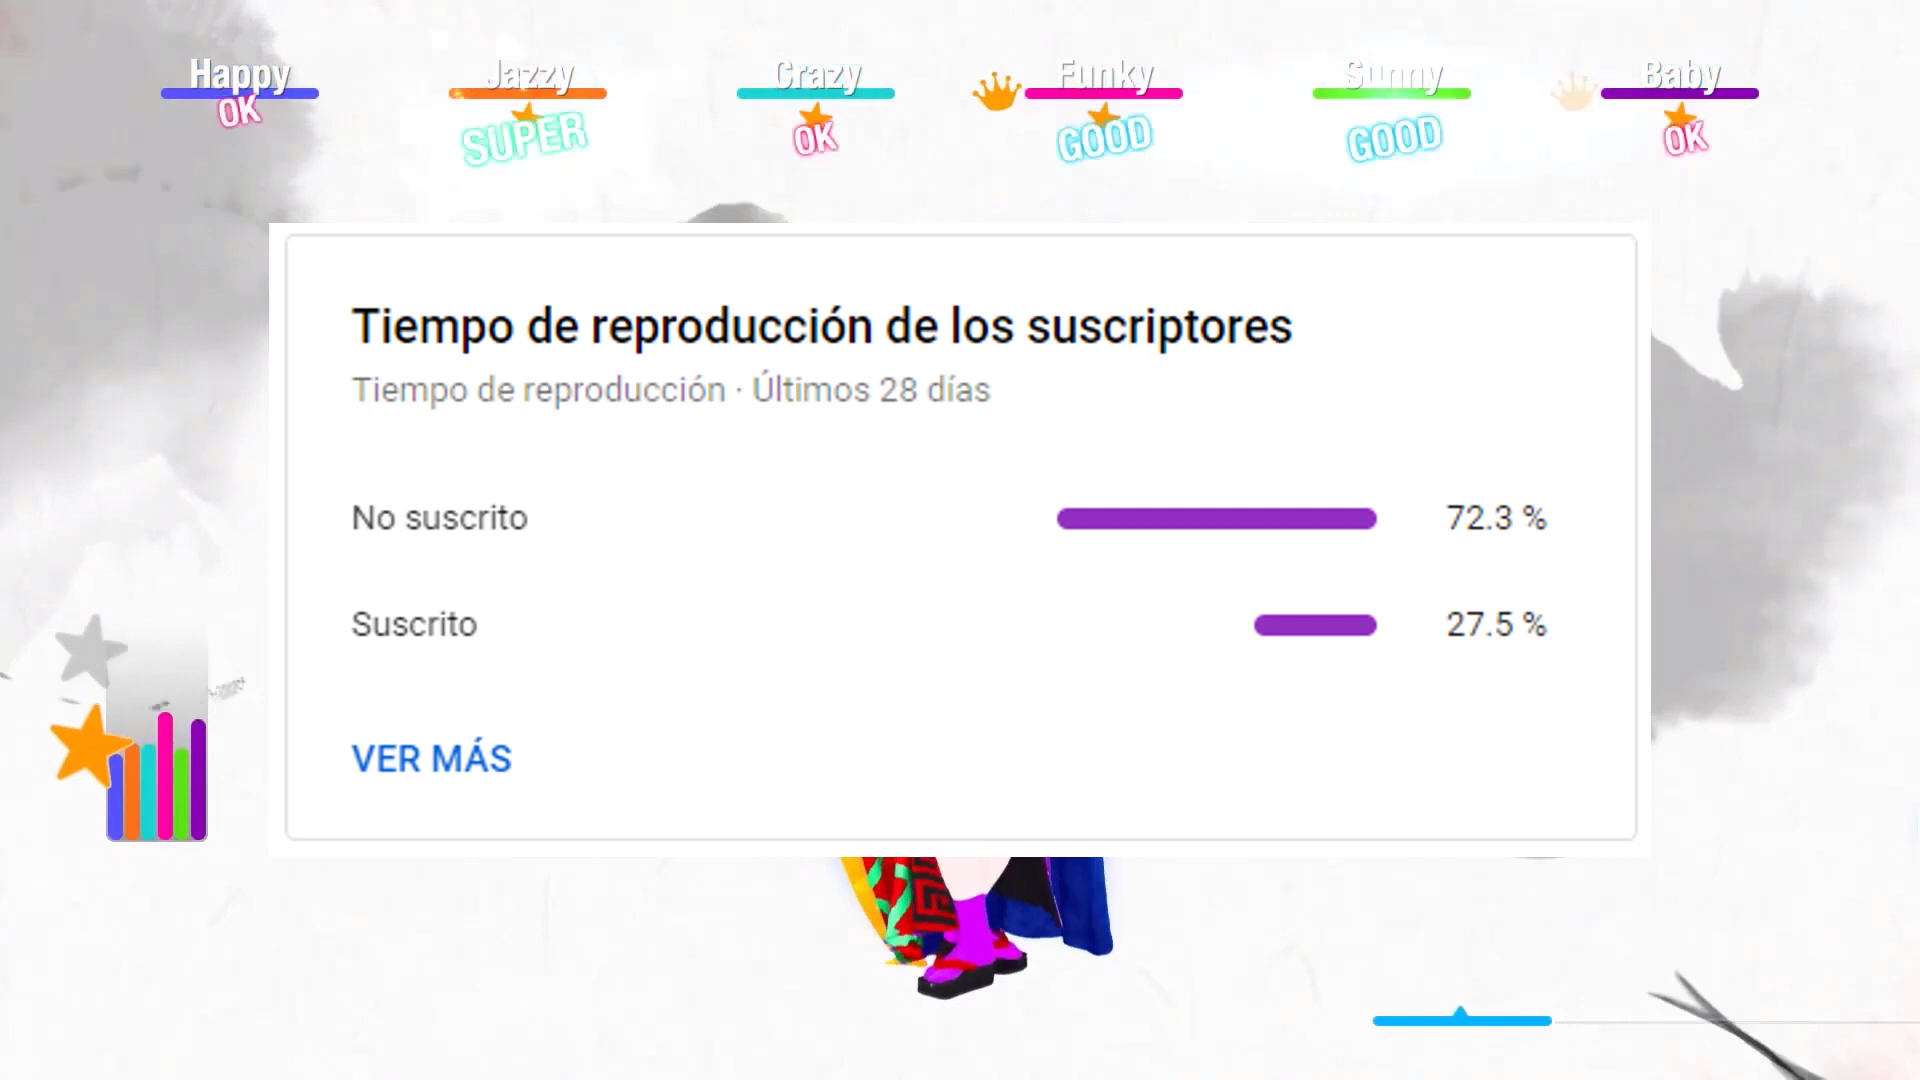 Happy Jazzy Crazy Funky Sunny Baby
OK SUPER OK GOOD GOOD OK
Tiempo de reproducción de los suscriptores
Tiempo de reproducción · Últimos 28 días
No suscrito 72.3 %
Suscrito 27.5 %
VER MÁS